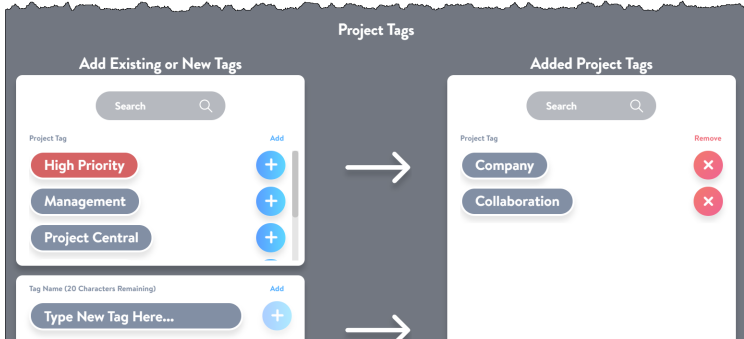 Project Tags
Add Existing or New Tags
Search
Project Tag Add
High Priority
Management
Project Central
Tag Name (20 Characters Remaining) Add
Type New Tag Here...
Added Project Tags
Search
Project Tag Remove
Company
Collaboration